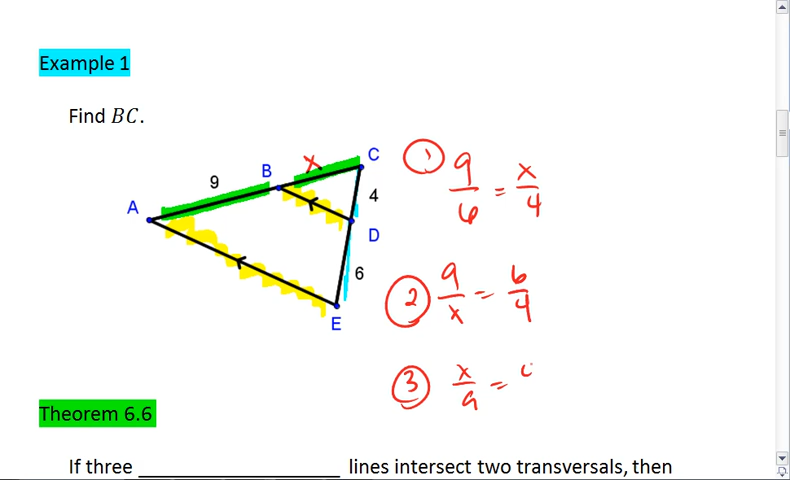 Example 1
Find BC.
C
x
B
9
A
4
D
6
E
① 9/6 = x/4
② 9/x = 6/4
③ x/9 =
Theorem 6.6
If three ____________________ lines intersect two transversals, then